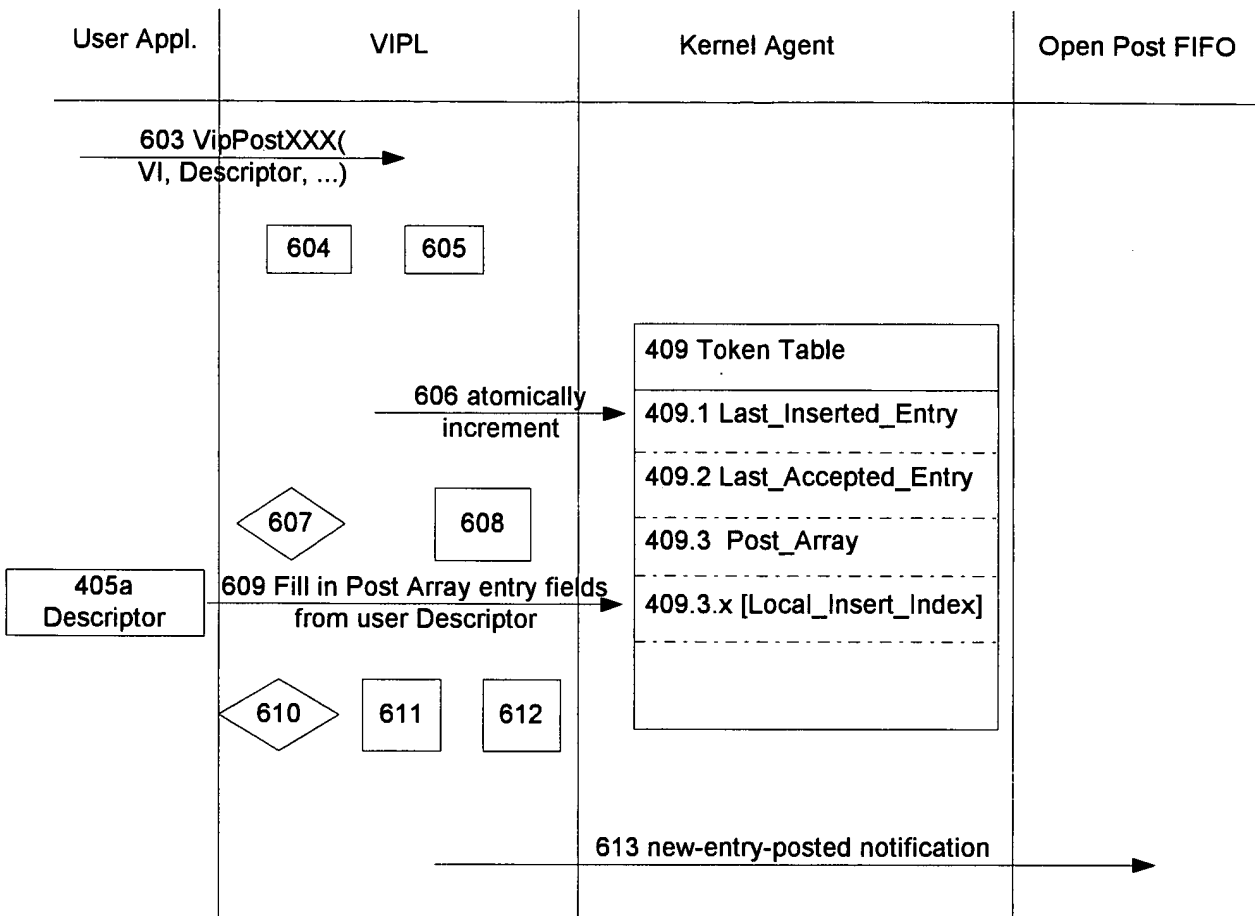 User Appl.
VIPL
Kernel Agent
Open Post FIFO
603 VipPostXXX(
VI, Descriptor, ...)
604
605
409 Token Table
606 atomically
increment
409.1 Last_Inserted_Entry
409.2 Last_Accepted_Entry
607
608
409.3 Post_Array
405a
Descriptor
609 Fill in Post Array entry fields
from user Descriptor
409.3.x [Local_Insert_Index]
610
611
612
613 new-entry-posted notification